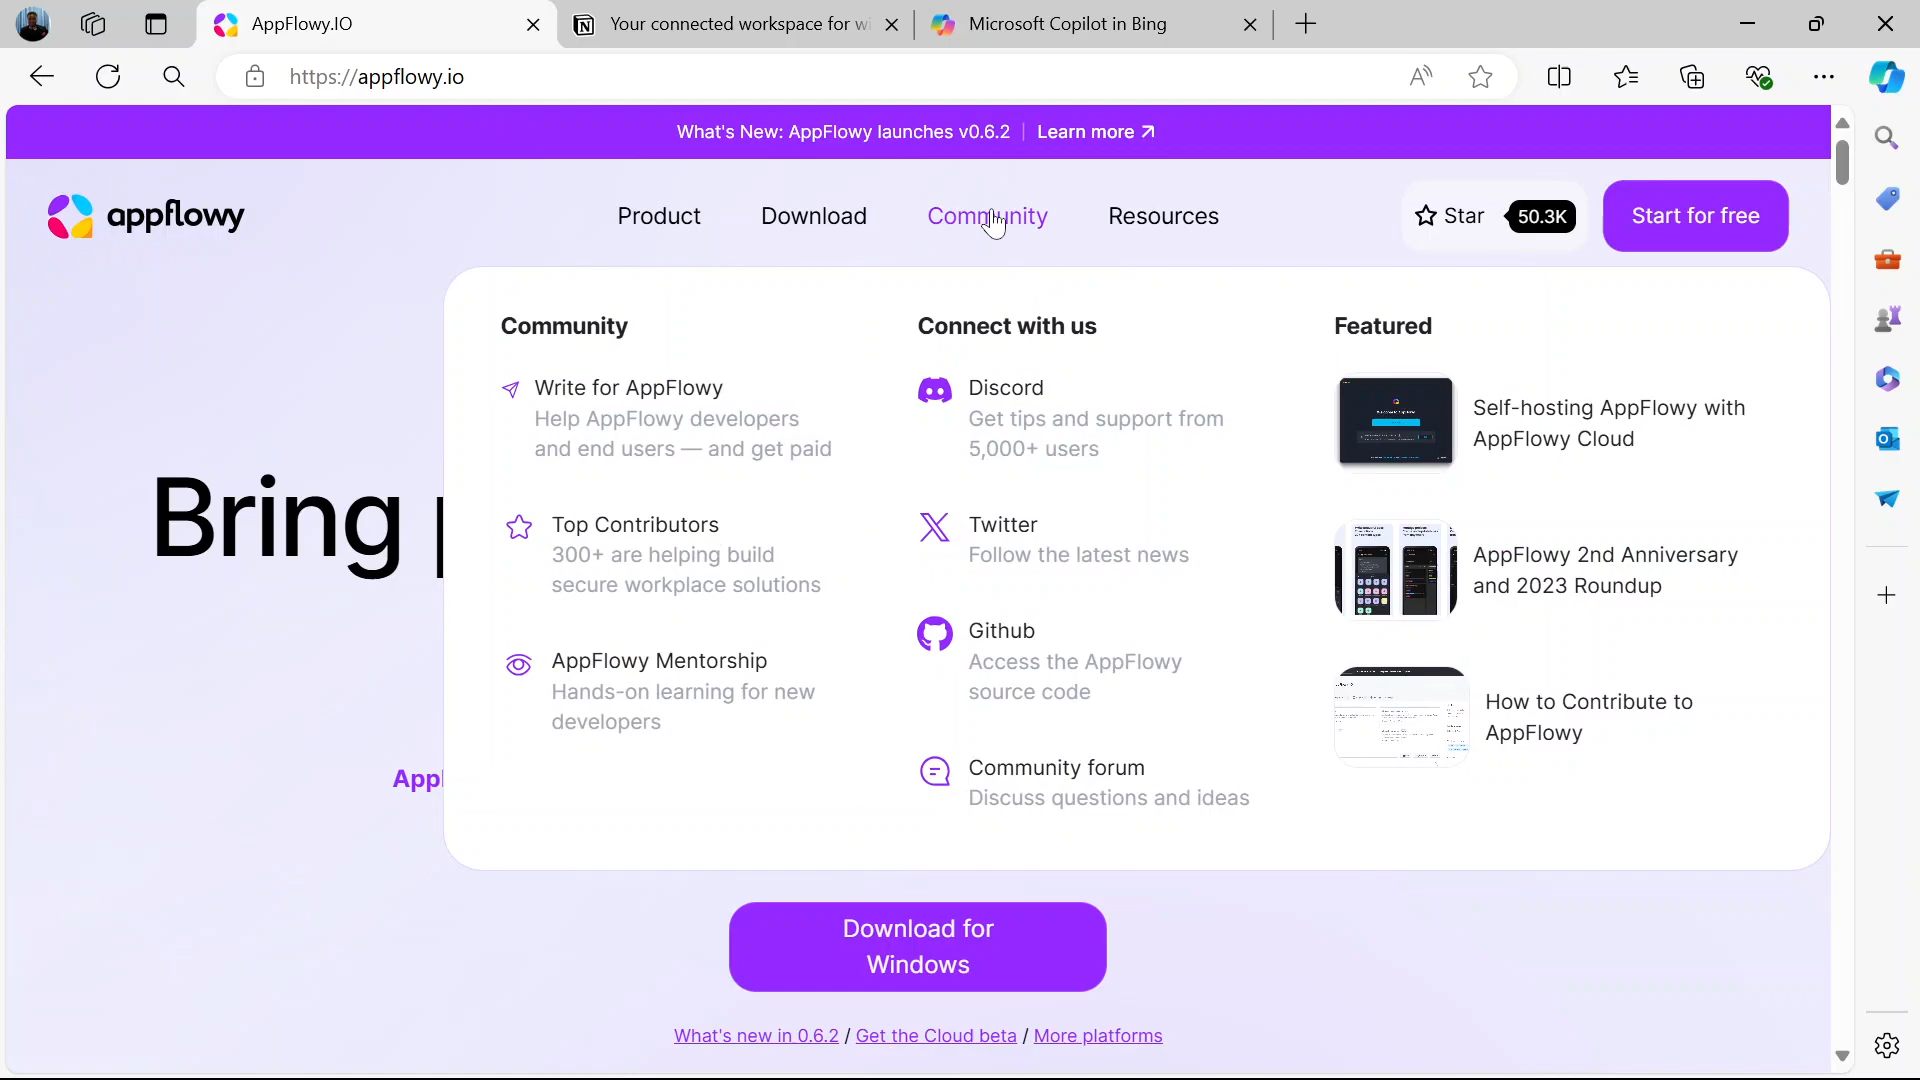 AppFlowy.IO
Your connected workspace for wi
Microsoft Copilot in Bing
https://appflowy.io
What's New: AppFlowy launches v0.6.2 | Learn more
appflowy
Product
Download
Community
Resources
Star
50.3K
Start for free
Community
Write for AppFlowy
Help AppFlowy developers
and end users — and get paid
Top Contributors
300+ are helping build
secure workplace solutions
AppFlowy Mentorship
Hands-on learning for new
developers
Connect with us
Discord
Get tips and support from
5,000+ users
Twitter
Follow the latest news
Github
Access the AppFlowy
source code
Community forum
Discuss questions and ideas
Featured
Self-hosting AppFlowy with
AppFlowy Cloud
AppFlowy 2nd Anniversary
and 2023 Roundup
How to Contribute to
AppFlowy
Bring
Appl
Download for
Windows
What's new in 0.6.2 / Get the Cloud beta / More platforms